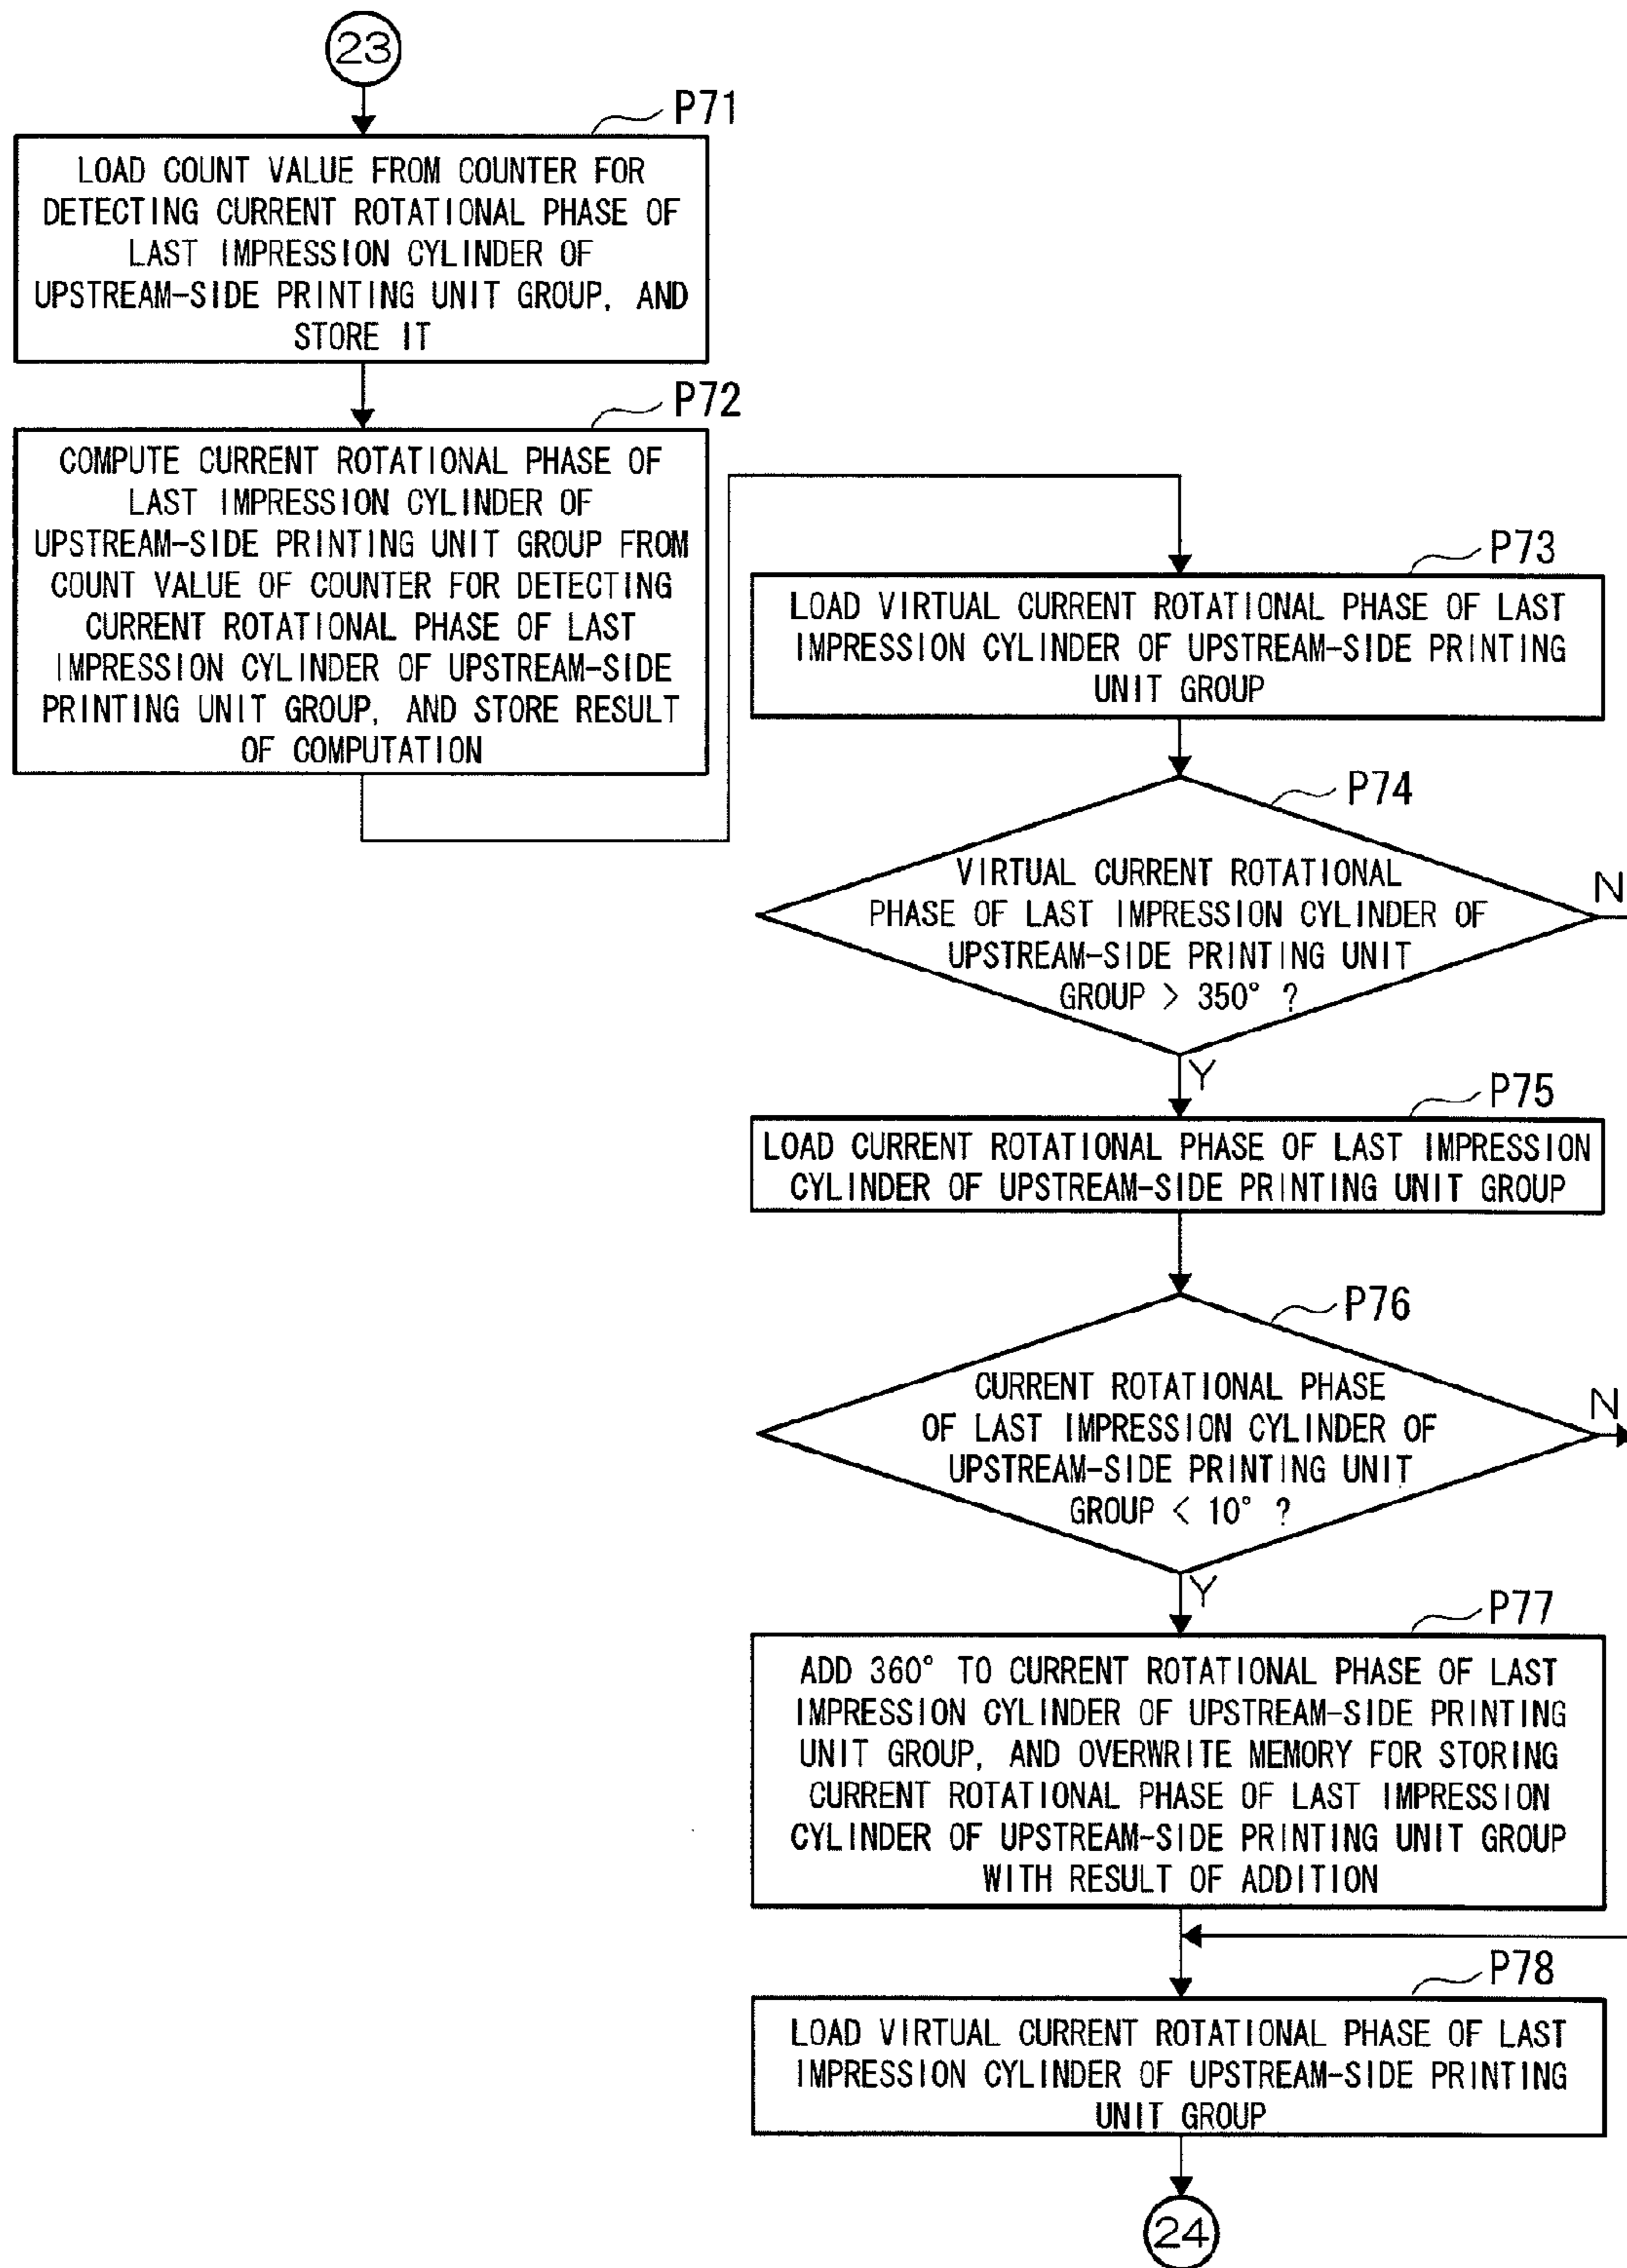 23
P71
LOAD COUNT VALUE FROM COUNTER FOR
DETECTING CURRENT ROTATIONAL PHASE OF
LAST IMPRESSION CYLINDER OF
UPSTREAM-SIDE PRINTING UNIT GROUP, AND
STORE IT
P72
COMPUTE CURRENT ROTATIONAL PHASE OF
LAST IMPRESSION CYLINDER OF
UPSTREAM-SIDE PRINTING UNIT GROUP FROM
COUNT VALUE OF COUNTER FOR DETECTING
CURRENT ROTATIONAL PHASE OF LAST
IMPRESSION CYLINDER OF UPSTREAM-SIDE
PRINTING UNIT GROUP, AND STORE RESULT
OF COMPUTATION
P73
LOAD VIRTUAL CURRENT ROTATIONAL PHASE OF LAST
IMPRESSION CYLINDER OF UPSTREAM-SIDE PRINTING
UNIT GROUP
P74
VIRTUAL CURRENT ROTATIONAL
PHASE OF LAST IMPRESSION CYLINDER OF
UPSTREAM-SIDE PRINTING UNIT
GROUP > 350° ?
N
Y
P75
LOAD CURRENT ROTATIONAL PHASE OF LAST IMPRESSION
CYLINDER OF UPSTREAM-SIDE PRINTING UNIT GROUP
P76
CURRENT ROTATIONAL PHASE
OF LAST IMPRESSION CYLINDER OF
UPSTREAM-SIDE PRINTING UNIT
GROUP < 10° ?
N
Y
P77
ADD 360° TO CURRENT ROTATIONAL PHASE OF LAST
IMPRESSION CYLINDER OF UPSTREAM-SIDE PRINTING
UNIT GROUP, AND OVERWRITE MEMORY FOR STORING
CURRENT ROTATIONAL PHASE OF LAST IMPRESSION
CYLINDER OF UPSTREAM-SIDE PRINTING UNIT GROUP
WITH RESULT OF ADDITION
P78
LOAD VIRTUAL CURRENT ROTATIONAL PHASE OF LAST
IMPRESSION CYLINDER OF UPSTREAM-SIDE PRINTING
UNIT GROUP
24